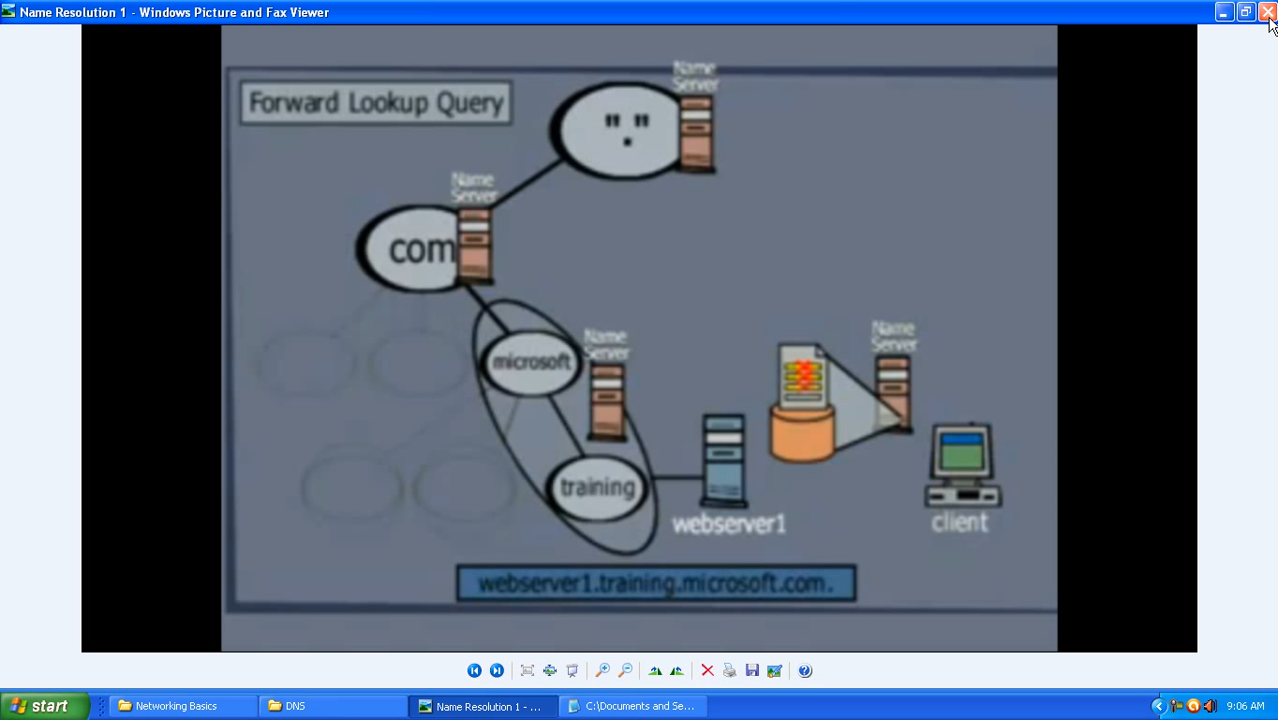 Name Resolution 1 - Windows Picture and Fax Viewer
Forward Lookup Query
Name
Server
"."
Name
Server
com
Name
Server
microsoft
Name
Server
training
webserver1
client
webserver1.training.microsoft.com.
start
Networking Basics
DNS
Name Resolution 1 - ...
C:\Documents and Se...
9:06 AM